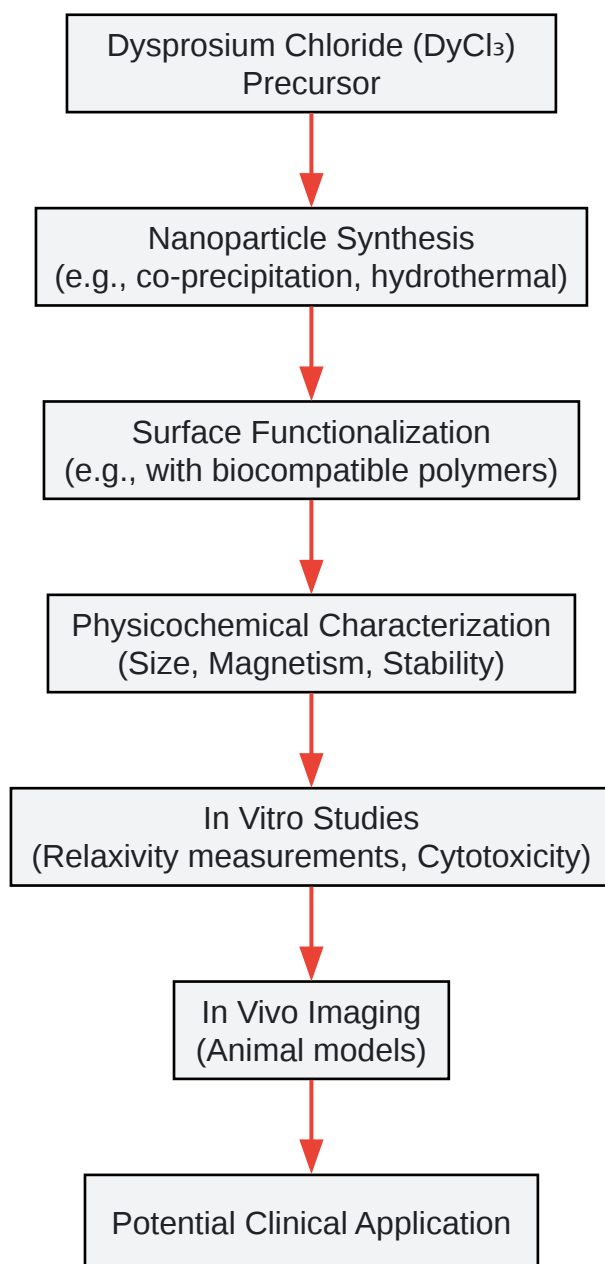 Dysprosium Chloride (DyCl₃)
Precursor
Nanoparticle Synthesis
(e.g., co-precipitation, hydrothermal)
Surface Functionalization
(e.g., with biocompatible polymers)
Physicochemical Characterization
(Size, Magnetism, Stability)
In Vitro Studies
(Relaxivity measurements, Cytotoxicity)
In Vivo Imaging
(Animal models)
Potential Clinical Application